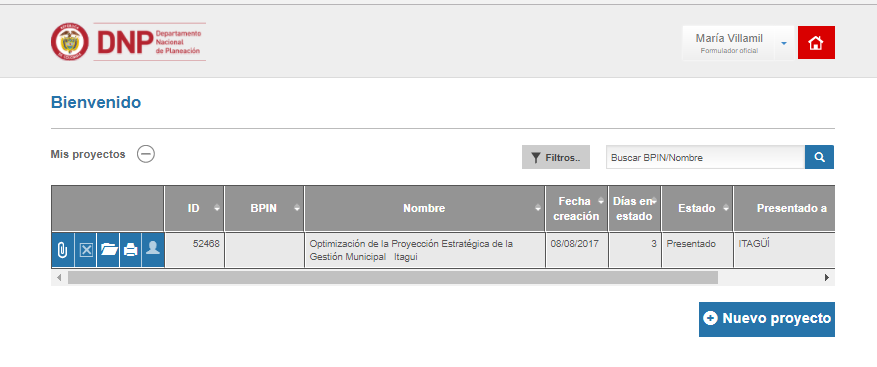 DNP Departamento
Nacional
de Planeación
María Villamil
Formulador oficial
Bienvenido
Mis proyectos
Filtros..
Buscar BPIN/Nombre
ID
BPIN
Nombre
Fecha creación
Días en estado
Estado
Presentado a
52468
Optimización de la Proyección Estratégica de la
Gestión Municipal Itagui
08/08/2017
3
Presentado
ITAGÜÍ
Nuevo proyecto